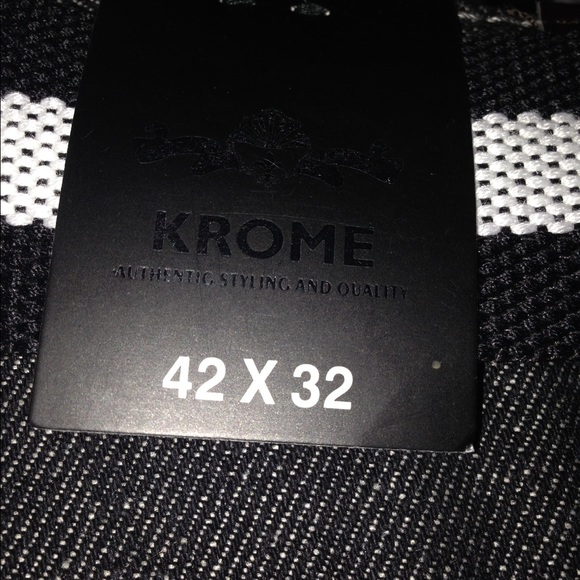 KROME
AUTHENTIC STYLING AND QUALITY
42 X 32